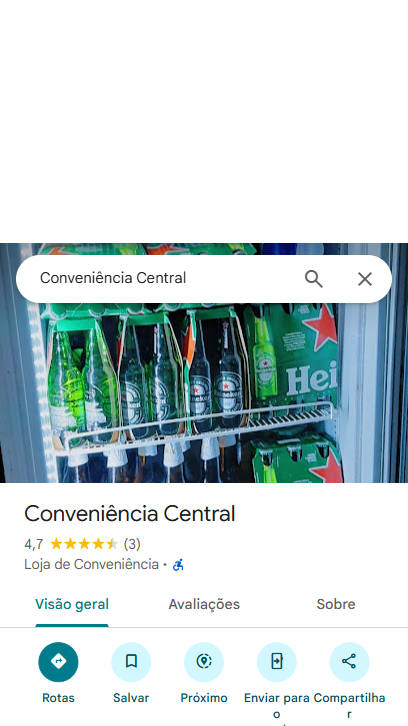 Conveniência Central
Hei
Conveniência Central
4,7 (3)
Loja de Conveniência ·
Visão geral Avaliações Sobre
Rotas Salvar Próximo Enviar para o Compartilhar